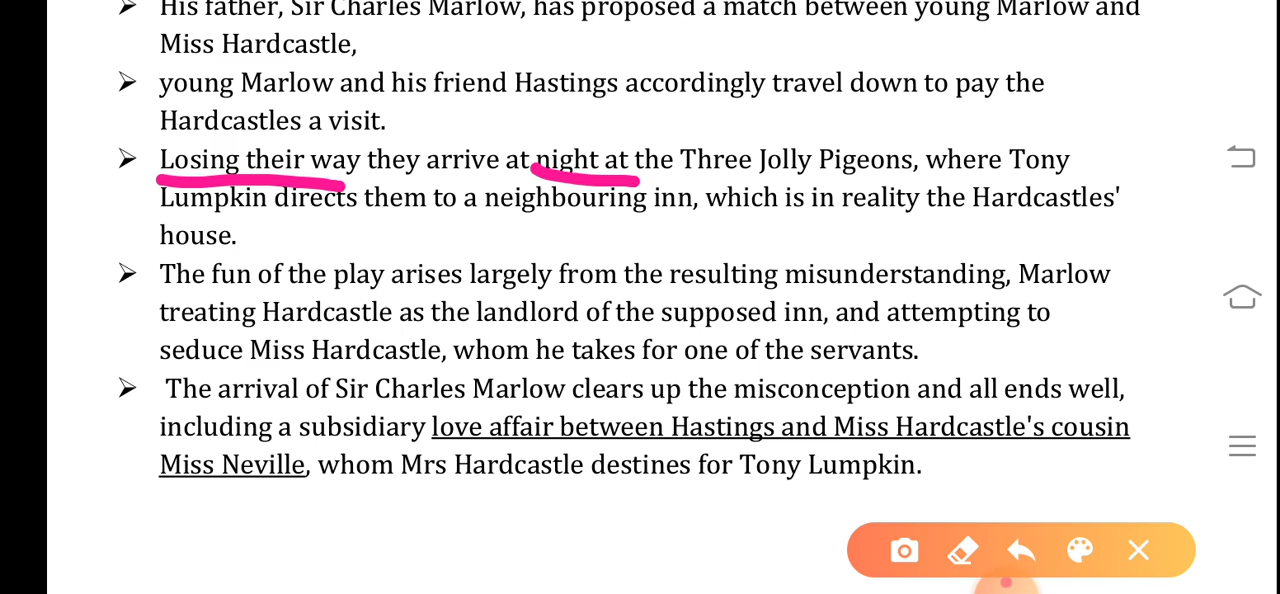 ➢ His father, Sir Charles Marlow, has proposed a match between young Marlow and
Miss Hardcastle,
➢ young Marlow and his friend Hastings accordingly travel down to pay the
Hardcastles a visit.
➢ Losing their way they arrive at night at the Three Jolly Pigeons, where Tony
Lumpkin directs them to a neighbouring inn, which is in reality the Hardcastles'
house.
➢ The fun of the play arises largely from the resulting misunderstanding, Marlow
treating Hardcastle as the landlord of the supposed inn, and attempting to
seduce Miss Hardcastle, whom he takes for one of the servants.
➢ The arrival of Sir Charles Marlow clears up the misconception and all ends well,
including a subsidiary love affair between Hastings and Miss Hardcastle's cousin
Miss Neville, whom Mrs Hardcastle destines for Tony Lumpkin.